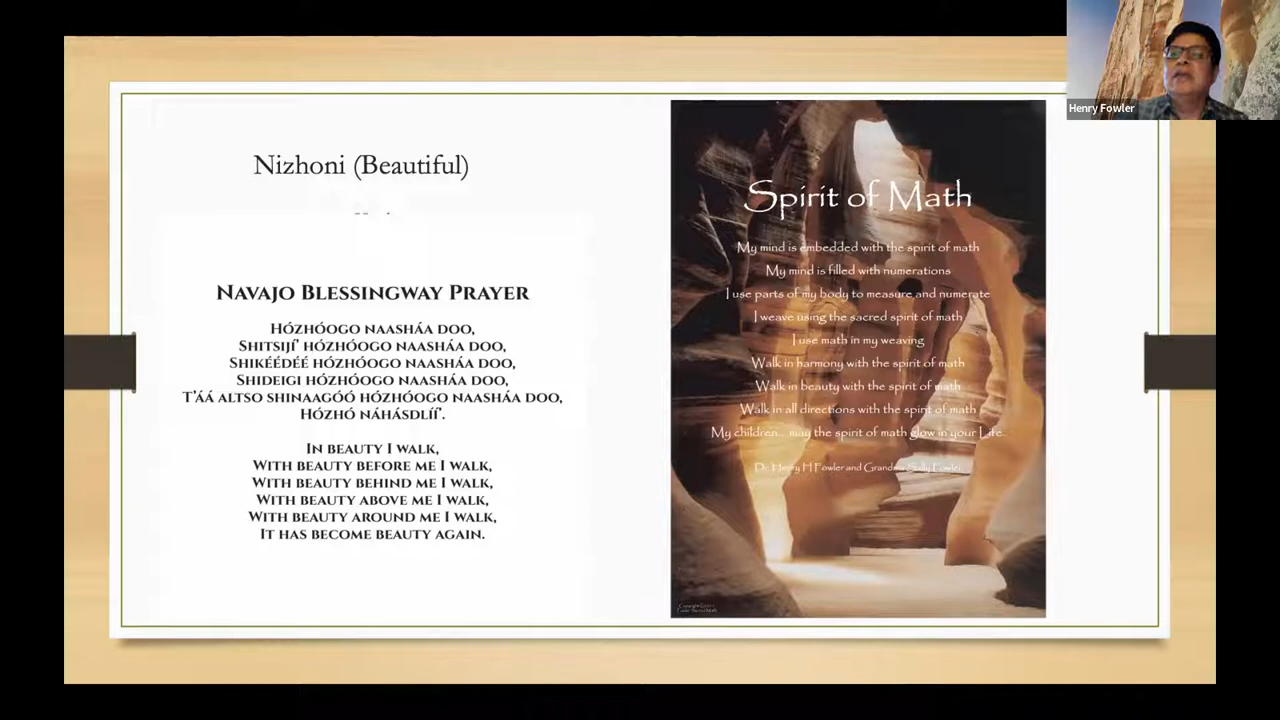 Henry Fowler
Nizhoni (Beautiful)
NAVAJO BLESSINGWAY PRAYER
HÓZHÓOGO NAASHÁA DOO,
SHITSIJÍ' HÓZHÓOGO NAASHÁA DOO,
SHIKÉÉDÉÉ HÓZHÓOGO NAASHÁA DOO,
SHIDEIGI HÓZHÓOGO NAASHÁA DOO,
T'ÁÁ ALTSO SHINAAGÓÓ HÓZHÓOGO NAASHÁA DOO,
HÓZHÓ NÁHÁSDLÍÍ'.
IN BEAUTY I WALK,
WITH BEAUTY BEFORE ME I WALK,
WITH BEAUTY BEHIND ME I WALK,
WITH BEAUTY ABOVE ME I WALK,
WITH BEAUTY AROUND ME I WALK,
IT HAS BECOME BEAUTY AGAIN.
Spirit of Math
My mind is embedded with the spirit of math
My mind is filled with numerations
I use parts of my body to measure and numerate
I weave using the sacred spirit of math
I use math in my weaving
Walk in harmony with the spirit of math
Walk in beauty with the spirit of math
Walk in all directions with the spirit of math
My children... may the spirit of math glow in your Life
Dr. Henry H Fowler and Grandma Sally Fowler